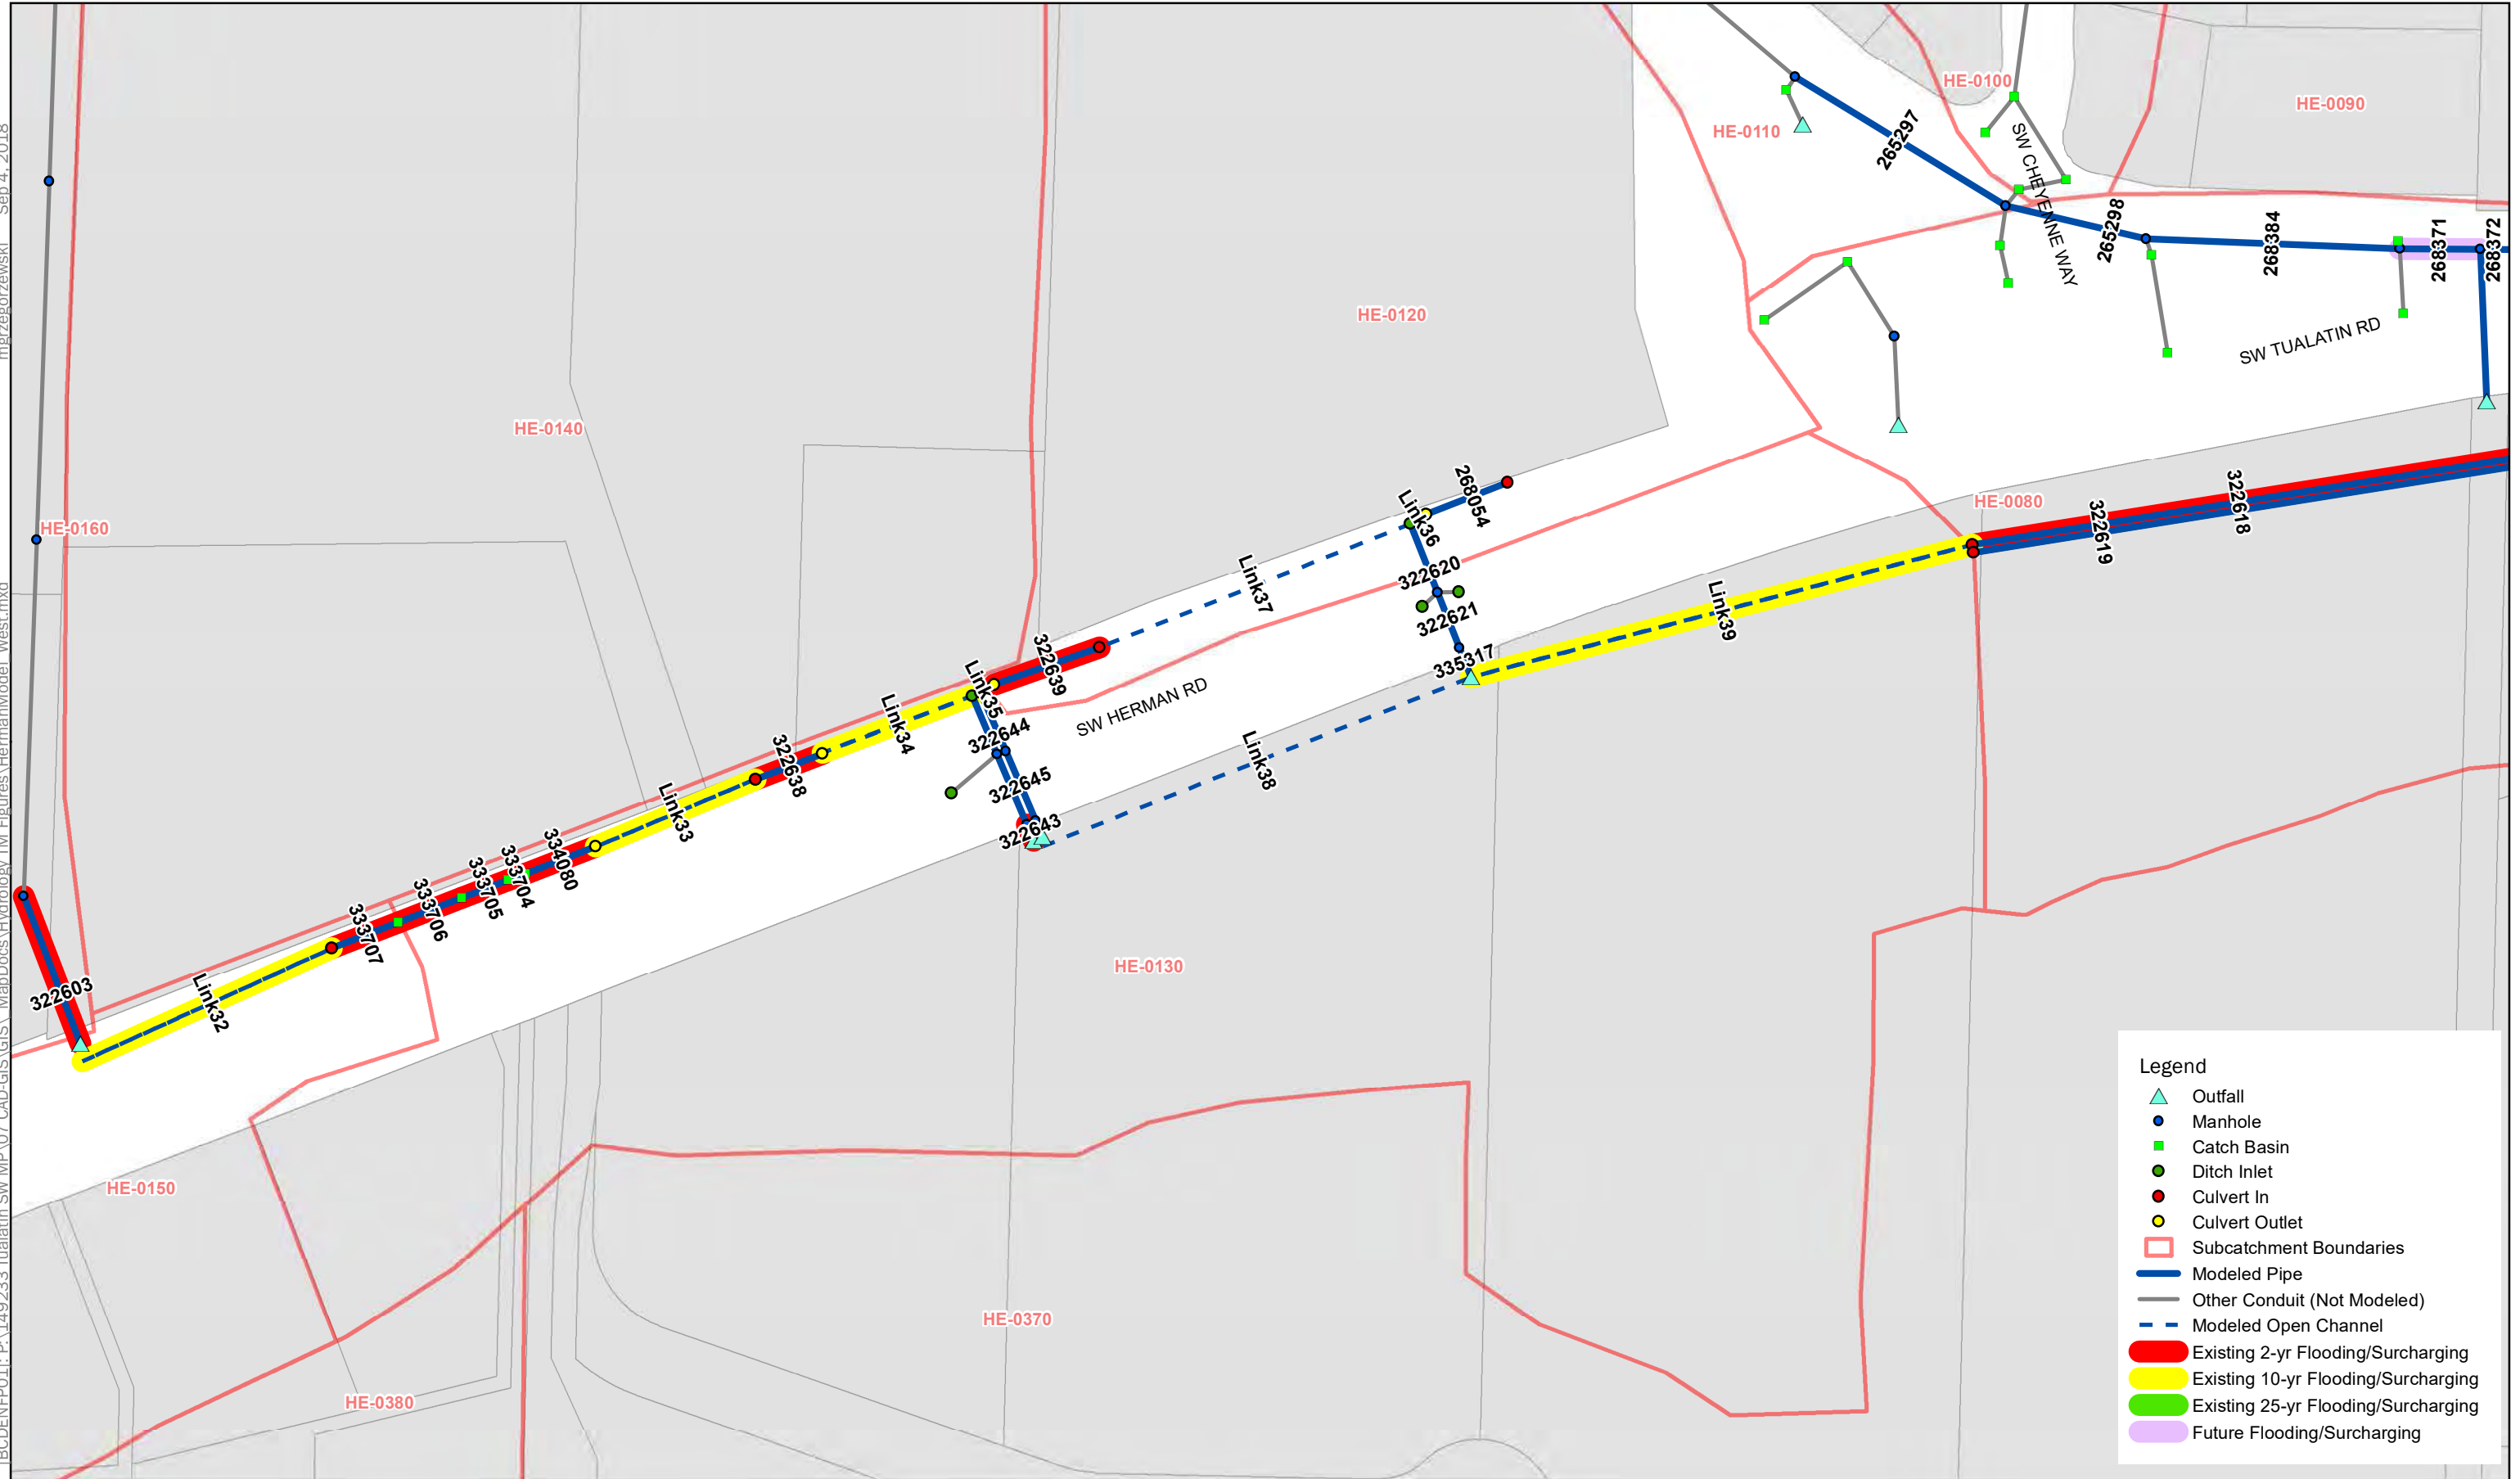 HE-0100
HE-0090
HE-0110
265297
SW CHEYENNE WAY
265298
268384
268371
268372
SW TUALATIN RD
HE-0120
HE-0140
HE-0160
HE-0080
268054
Link36
322618
322619
Link37
322620
322621
Link39
335317
322639
Link35
SW HERMAN RD
Link34
322644
Link38
322638
322645
Link33
322643
334080
333704
333705
333706
333707
322603
Link32
HE-0130
HE-0150
HE-0370
HE-0380
Sep 4, 2018
mgrzegorzewski
Legend
Outfall
Manhole
Catch Basin
Ditch Inlet
Culvert In
Culvert Outlet
Subcatchment Boundaries
Modeled Pipe
Other Conduit (Not Modeled)
Modeled Open Channel
Existing 2-yr Flooding/Surcharging
Existing 10-yr Flooding/Surcharging
Existing 25-yr Flooding/Surcharging
Future Flooding/Surcharging